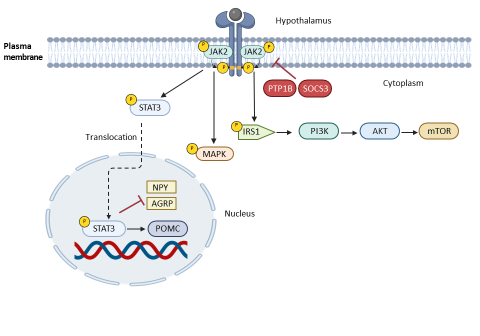 Hypothalamus
Plasma
membrane
P
P
JAK2
JAK2
P
P
PTP1B
SOCS3
Cytoplasm
P
STAT3
Translocation
P
IRS1
PI3K
AKT
mTOR
P
MAPK
NPY
AGRP
Nucleus
P
STAT3
POMC